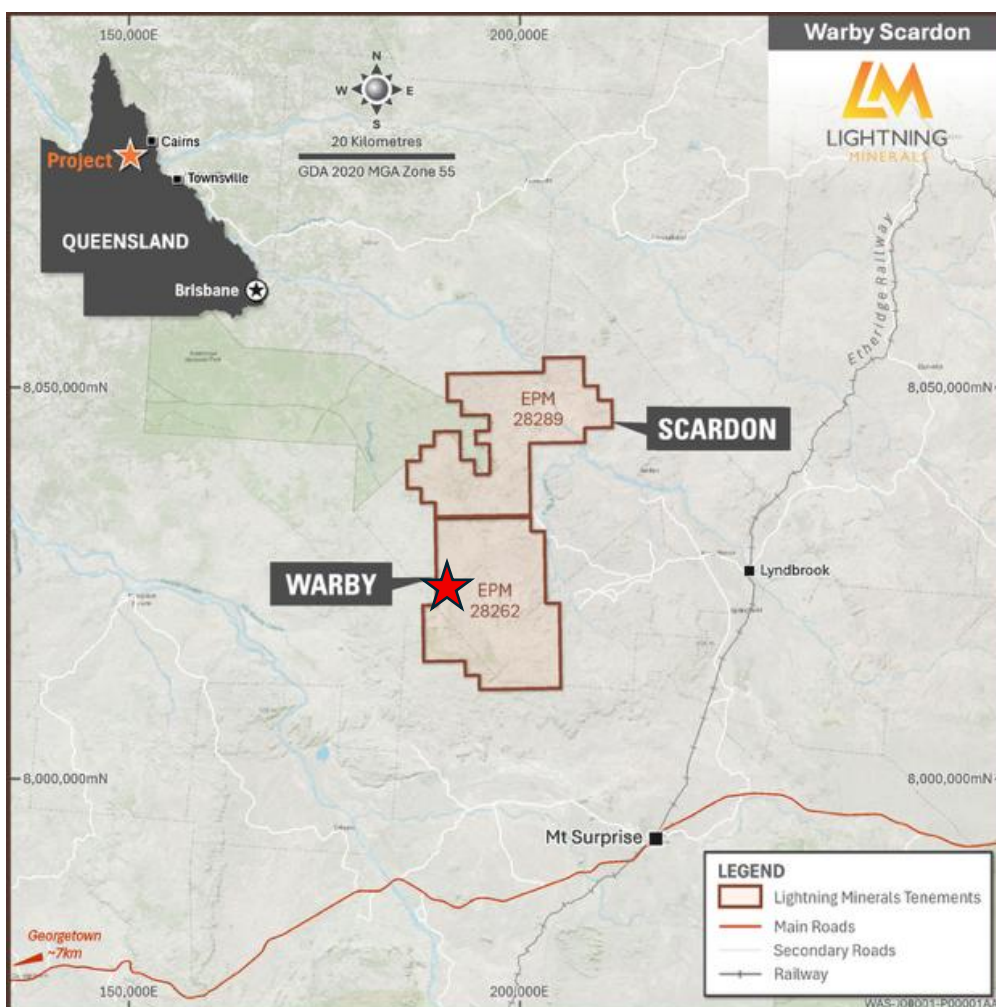 150,000E
200,000E
Warby Scardon
LM
LIGHTNING
MINERALS
N
W
E
S
20 Kilometres
GDA 2020 MGA Zone 55
Cairns
Project
Townsville
QUEENSLAND
Brisbane
Etheridge Railway
8,050,000mN
8,050,000mN
EPM
28289
SCARDON
WARBY
EPM
28262
Lyndbrook
8,000,000mN
8,000,000mN
Mt Surprise
LEGEND
Lightning Minerals Tenements
Main Roads
Secondary Roads
Railway
Georgetown
~7km
150,000E
200,000E